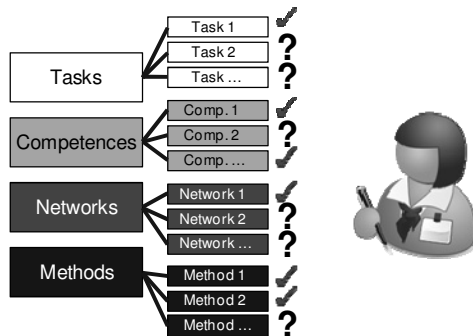 Tasks
Task 1
Task 2
Task ...
?
?
Competences
Comp. 1
Comp. 2
Comp. ...
?
Networks
Network 1
Network 2
Network ...
?
?
Methods
Method 1
Method 2
Method ...
?